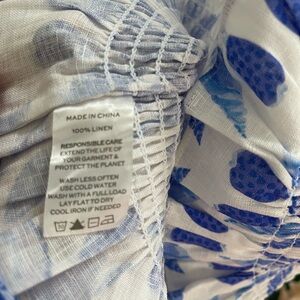 MADE IN CHINA
100% LINEN
RESPONSIBLE CARE
EXTEND THE LIFE OF
YOUR GARMENT &
PROTECT THE PLANET
WASH LESS OFTEN
USE COLD WATER
WASH WITH A FULL LOAD
LAY FLAT TO DRY
COOL IRON IF NEEDED